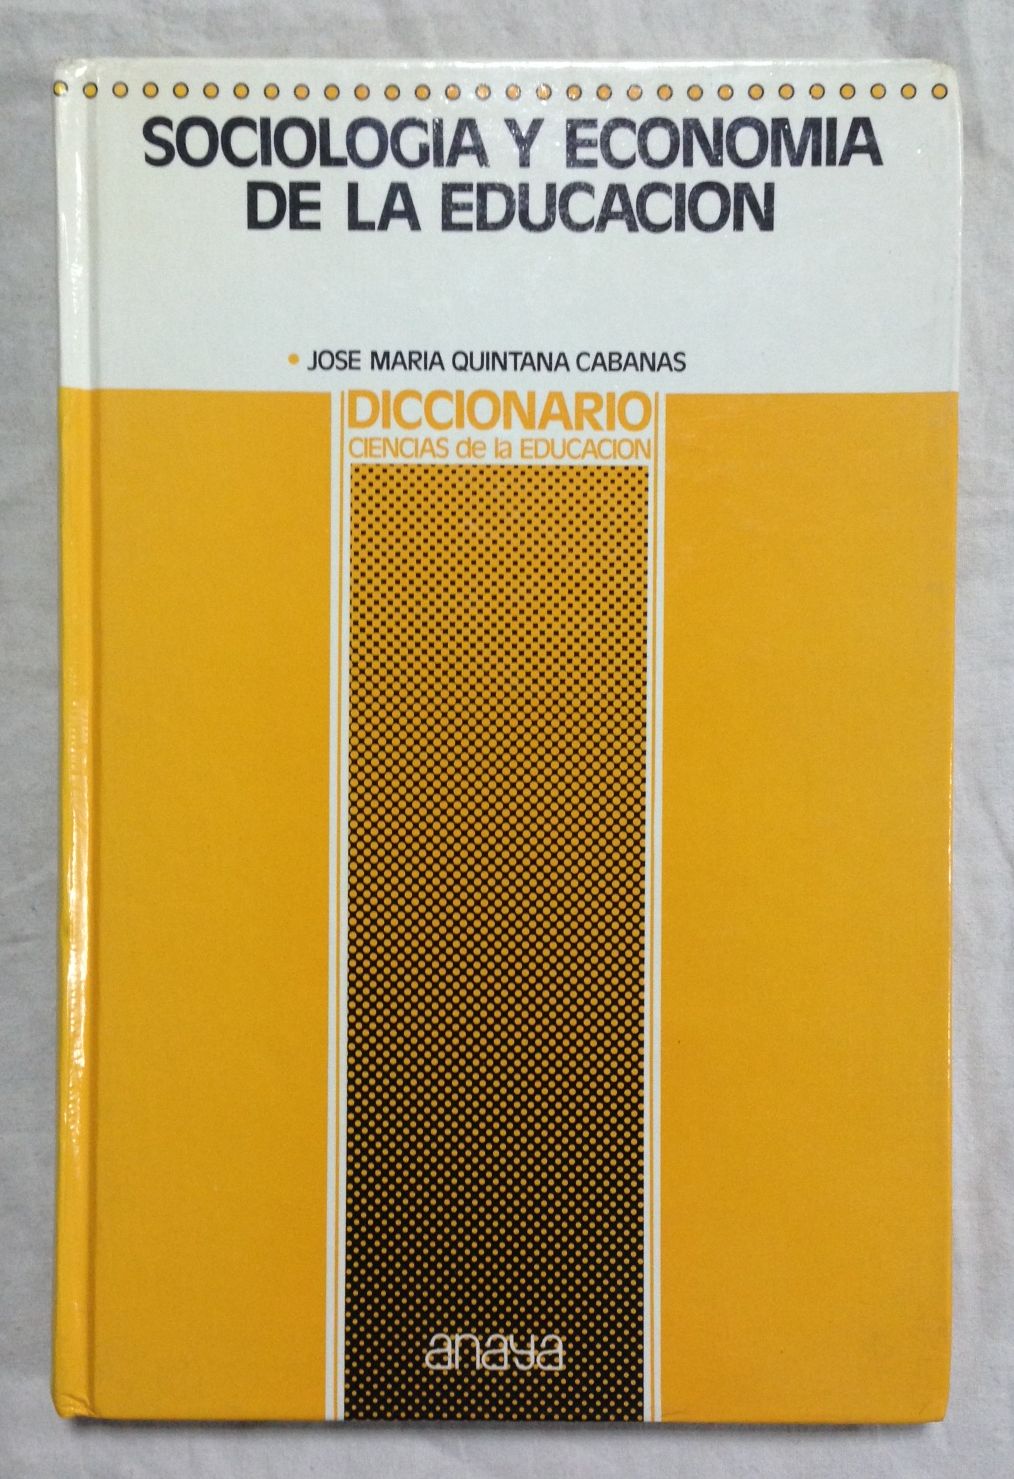 SOCIOLOGIA Y ECONOMIA
DE LA EDUCACION
• JOSE MARIA QUINTANA CABANAS
DICCIONARIO
CIENCIAS de la EDUCACION
anaya